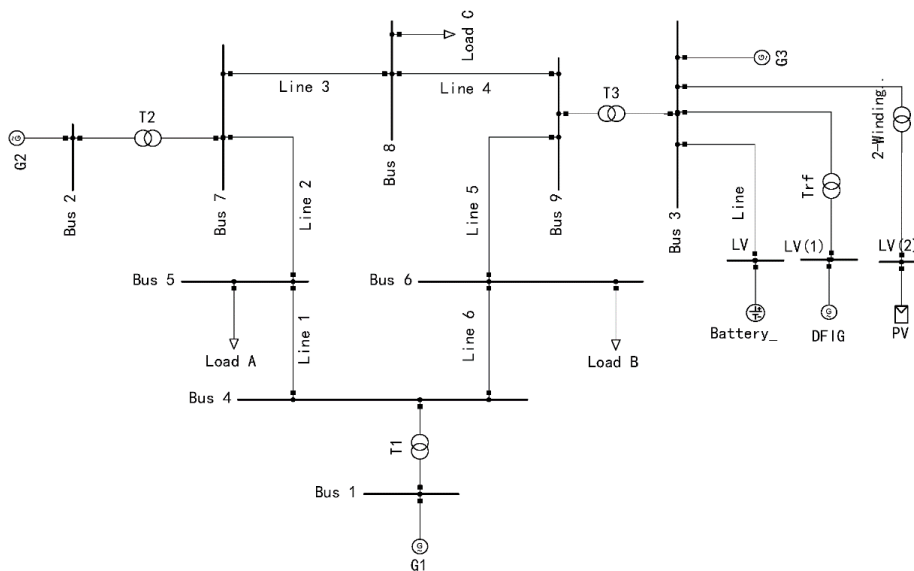 Load C
G3
2-Winding..
Line 3
Line 4
T2
T3
G2
Bus 2
Bus 7
Line 2
Bus 8
Line 5
Bus 9
Bus 3
Line
Trf
LV
LV(1)
LV(2)
Bus 5
Bus 6
Battery_
DFIG
PV
Load A
Line 1
Line 6
Load B
Bus 4
T1
Bus 1
G1